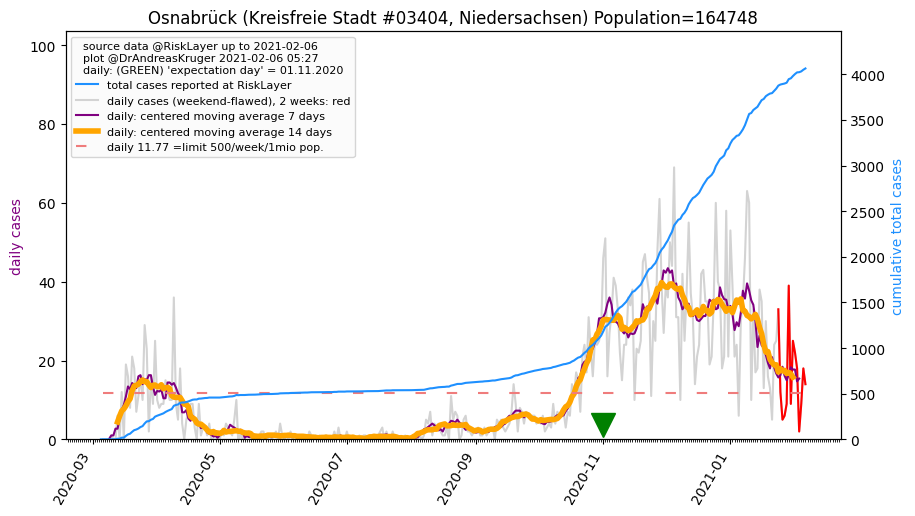 Osnabrück (Kreisfreie Stadt #03404, Niedersachsen) Population=164748
source data @RiskLayer up to 2021-02-06
plot @DrAndreasKruger 2021-02-06 05:27
daily: (GREEN) 'expectation day' = 01.11.2020
total cases reported at RiskLayer
daily cases (weekend-flawed), 2 weeks: red
daily: centered moving average 7 days
daily: centered moving average 14 days
daily 11.77 =limit 500/week/1mio pop.
daily cases
100
80
60
40
20
0
cumulative total cases
4000
3500
3000
2500
2000
1500
1000
500
0
2020-03
2020-05
2020-07
2020-09
2020-11
2021-01